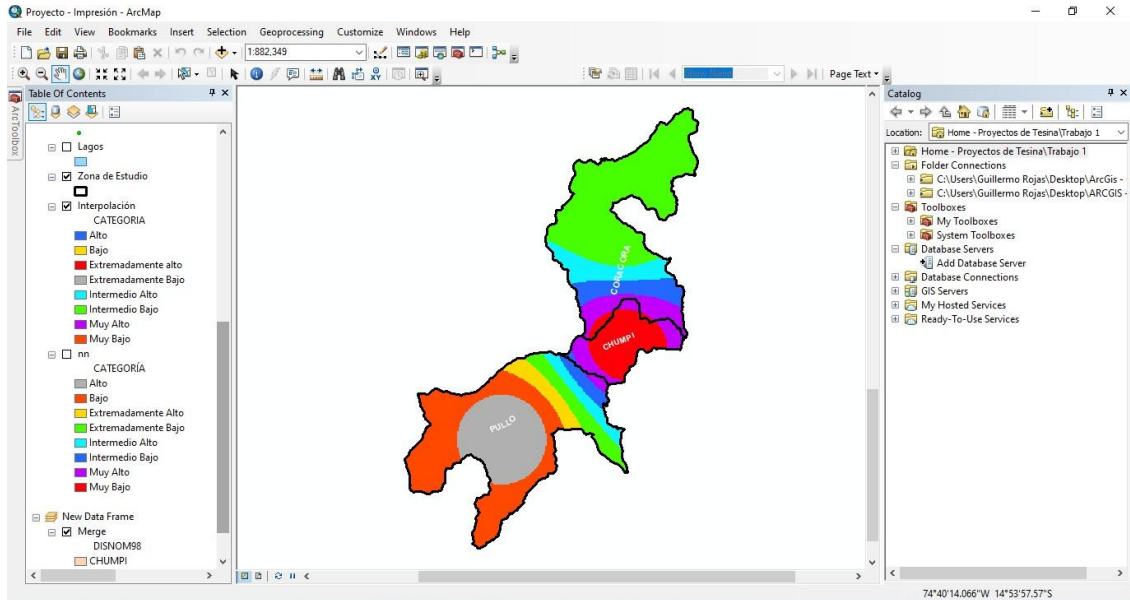 Proyecto - Impresión - ArcMap
File Edit View Bookmarks Insert Selection Geoprocessing Customize Windows Help
1:882,349
Page Text
ArcToolbox
Table Of Contents
Lagos
Zona de Estudio
Interpolación
CATEGORIA
Alto
Bajo
Extremadamente alto
Extremadamente Bajo
Intermedio Alto
Intermedio Bajo
Muy Alto
Muy Bajo
nn
CATEGORÍA
Alto
Bajo
Extremadamente Alto
Extremadamente Bajo
Intermedio Alto
Intermedio Bajo
Muy Alto
Muy Bajo
New Data Frame
Merge
DISNOM98
CHUMPI
CORACORA
CHUMPI
PULLO
Catalog
Location: Home - Proyectos de Tesina\Trabajo 1
Home - Proyectos de Tesina\Trabajo 1
Folder Connections
C:\Users\Guillermo Rojas\Desktop\ArcGis -
C:\Users\Guillermo Rojas\Desktop\ARCGIS -
Toolboxes
My Toolboxes
System Toolboxes
Database Servers
Add Database Server
Database Connections
GIS Servers
My Hosted Services
Ready-To-Use Services
74°40'14.066"W 14°53'57.57"S